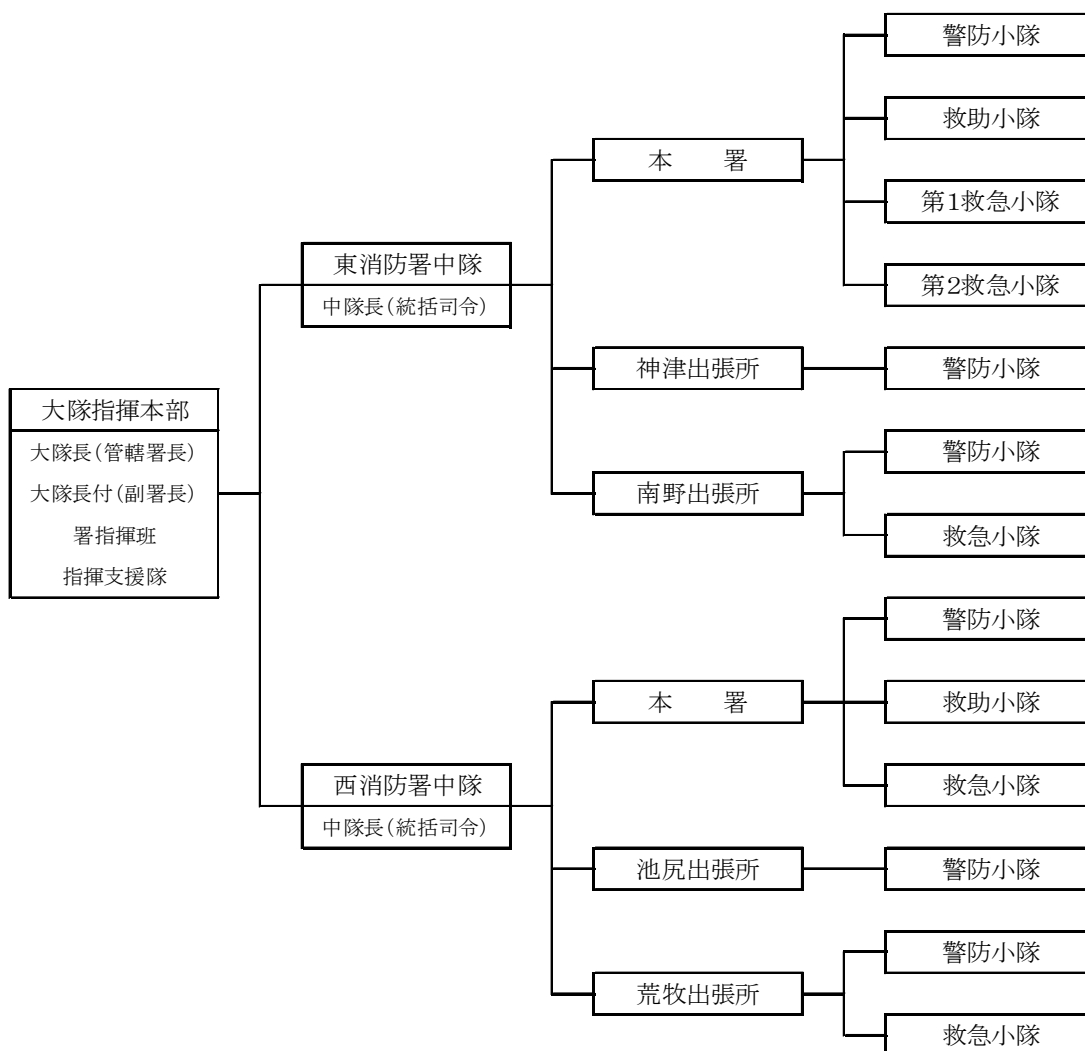 大隊指揮本部
大隊長（管轄署長）
大隊長付（副署長）
署指揮班
指揮支援隊
東消防署中隊
中隊長（統括司令）
本　　署
警防小隊
救助小隊
第1救急小隊
第2救急小隊
神津出張所
警防小隊
南野出張所
警防小隊
救急小隊
西消防署中隊
中隊長（統括司令）
本　　署
警防小隊
救助小隊
救急小隊
池尻出張所
警防小隊
荒牧出張所
警防小隊
救急小隊